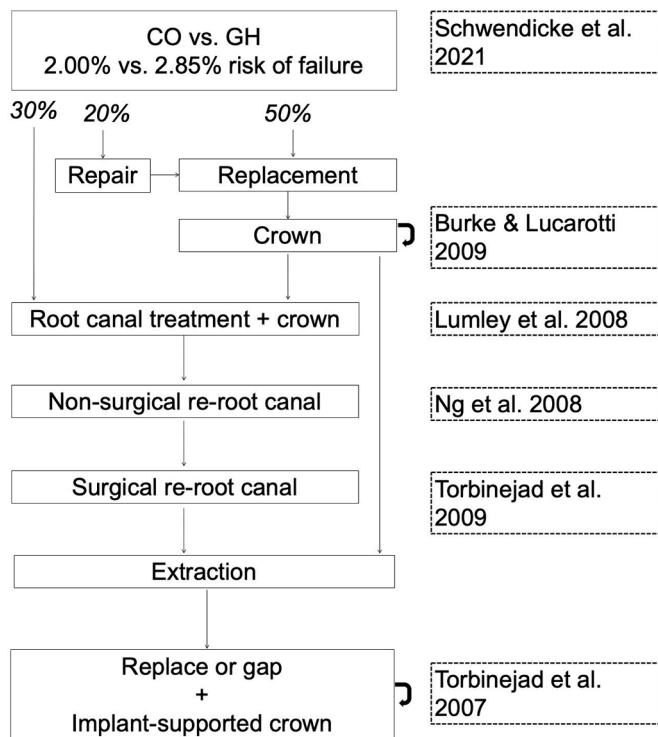 CO vs. GH
2.00% vs. 2.85% risk of failure
Schwendicke et al.
2021
30%
20%
50%
Repair
Replacement
Crown
Burke & Lucarotti
2009
Root canal treatment + crown
Lumley et al. 2008
Non-surgical re-root canal
Ng et al. 2008
Surgical re-root canal
Torbinejad et al.
2009
Extraction
Replace or gap
+
Implant-supported crown
Torbinejad et al.
2007